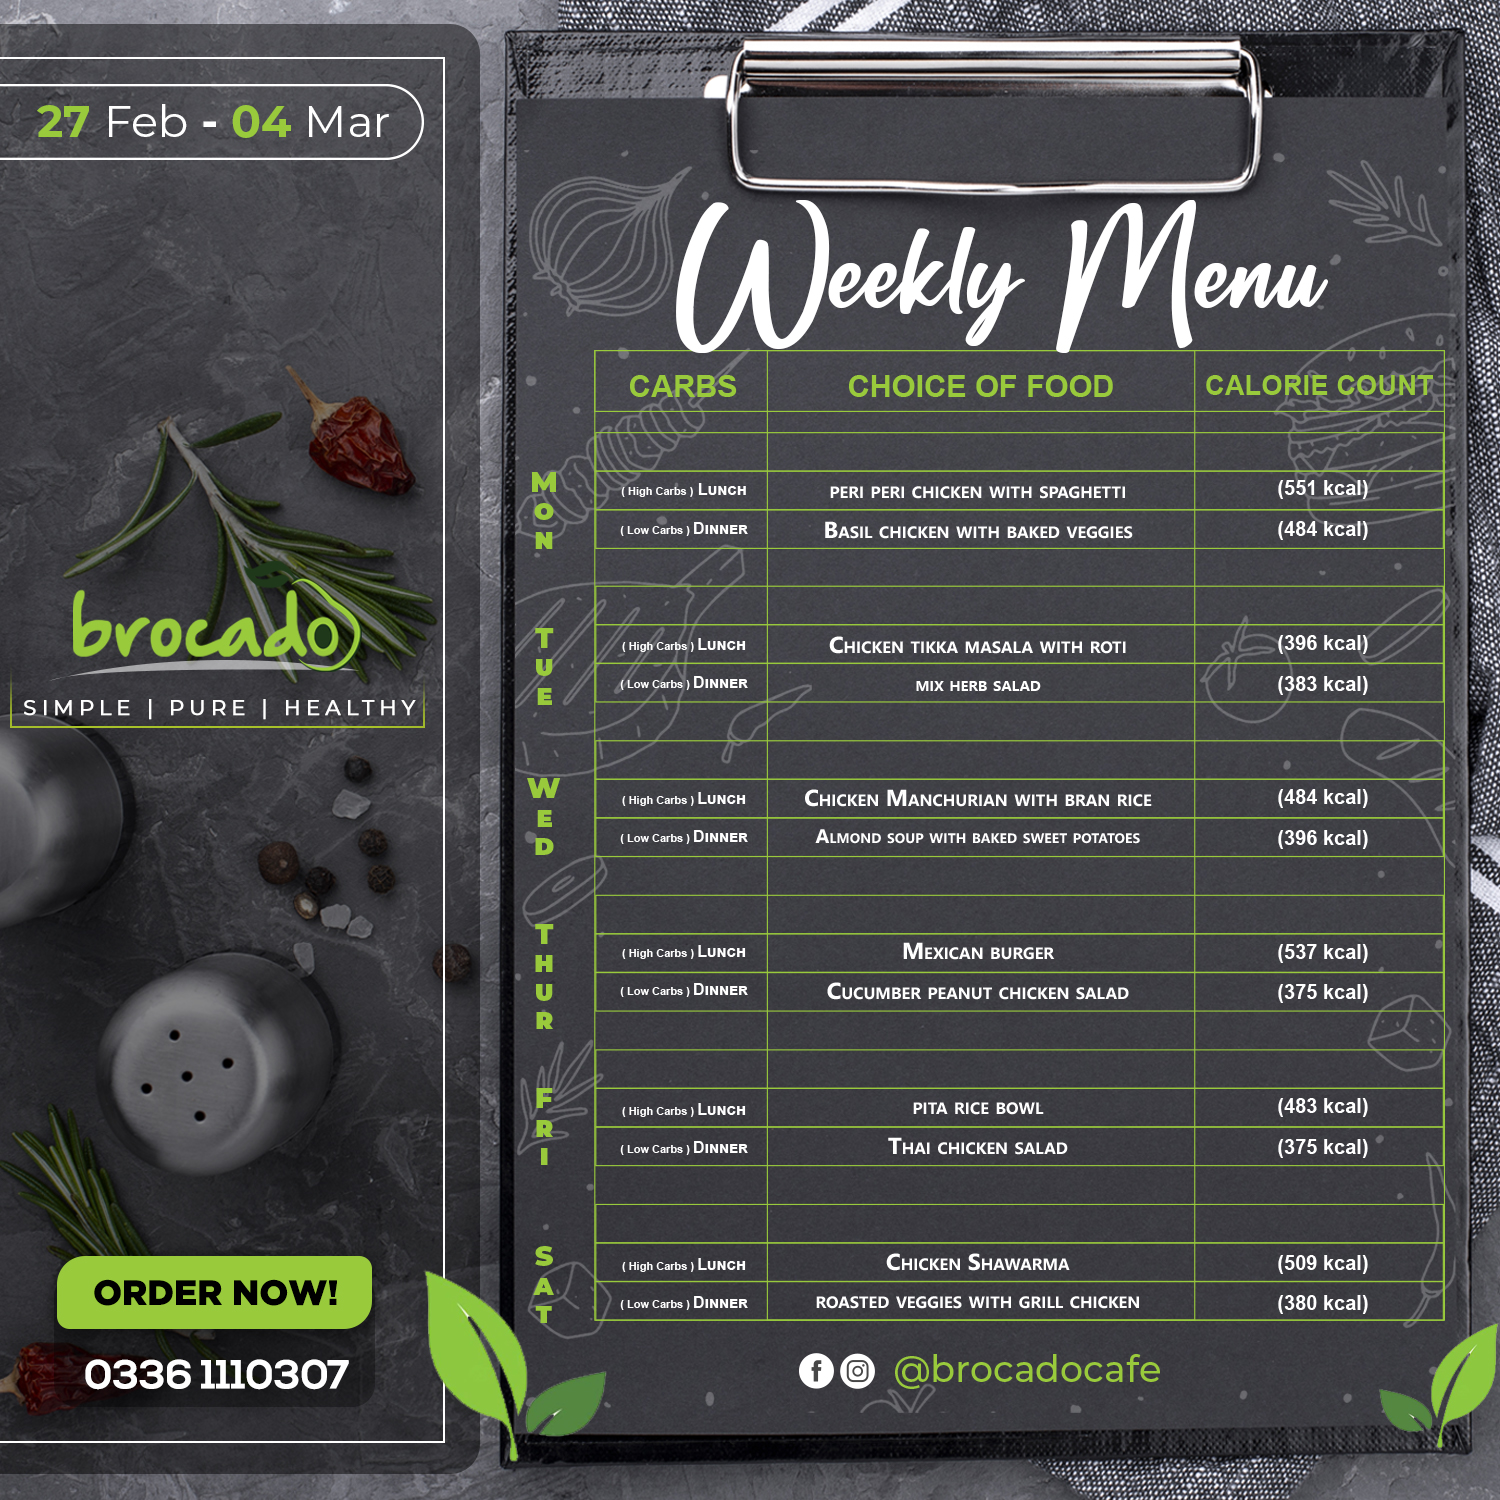 27 Feb - 04 Mar
brocado
SIMPLE | PURE | HEALTHY
ORDER NOW!
0336 1110307
Weekly Menu
CARBS CHOICE OF FOOD CALORIE COUNT
MON
( High Carbs ) LUNCH PERI PERI CHICKEN WITH SPAGHETTI (551 kcal)
( Low Carbs ) DINNER BASIL CHICKEN WITH BAKED VEGGIES (484 kcal)
TUE
( High Carbs ) LUNCH CHICKEN TIKKA MASALA WITH ROTI (396 kcal)
( Low Carbs ) DINNER MIX HERB SALAD (383 kcal)
WED
( High Carbs ) LUNCH CHICKEN MANCHURIAN WITH BRAN RICE (484 kcal)
( Low Carbs ) DINNER ALMOND SOUP WITH BAKED SWEET POTATOES (396 kcal)
THUR
( High Carbs ) LUNCH MEXICAN BURGER (537 kcal)
( Low Carbs ) DINNER CUCUMBER PEANUT CHICKEN SALAD (375 kcal)
FRI
( High Carbs ) LUNCH PITA RICE BOWL (483 kcal)
( Low Carbs ) DINNER THAI CHICKEN SALAD (375 kcal)
SAT
( High Carbs ) LUNCH CHICKEN SHAWARMA (509 kcal)
( Low Carbs ) DINNER ROASTED VEGGIES WITH GRILL CHICKEN (380 kcal)
@brocadocafe